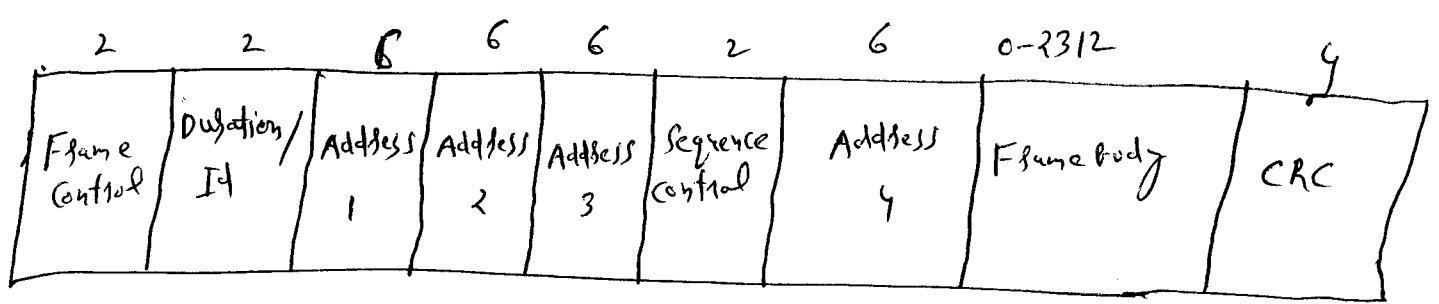 2 2 6 6 6 2 6 0-2312 4
Frame Control
Duration/ Id
Address 1
Address 2
Address 3
Sequence control
Address 4
Frame body
CRC